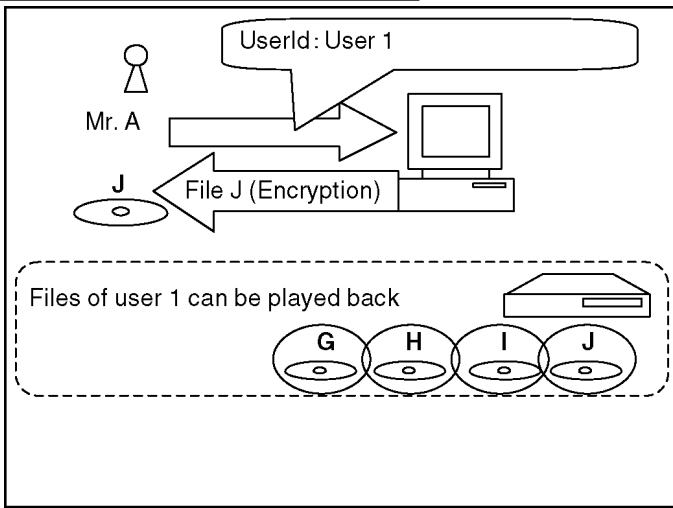 UserId: User 1
Mr. A
J
File J (Encryption)
Files of user 1 can be played back
G H I J